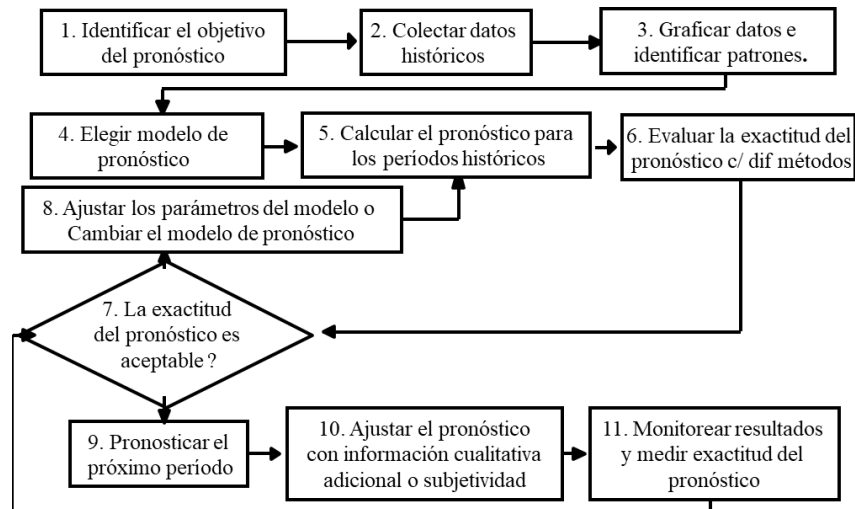 1. Identificar el objetivo
del pronóstico
2. Colectar datos
históricos
3. Graficar datos e
identificar patrones.
4. Elegir modelo de
pronóstico
5. Calcular el pronóstico para
los períodos históricos
6. Evaluar la exactitud del
pronóstico c/ dif métodos
8. Ajustar los parámetros del modelo o
Cambiar el modelo de pronóstico
7. La exactitud
del pronóstico es
aceptable ?
9. Pronosticar el
próximo período
10. Ajustar el pronóstico
con información cualitativa
adicional o subjetividad
11. Monitorear resultados
y medir exactitud del
pronóstico